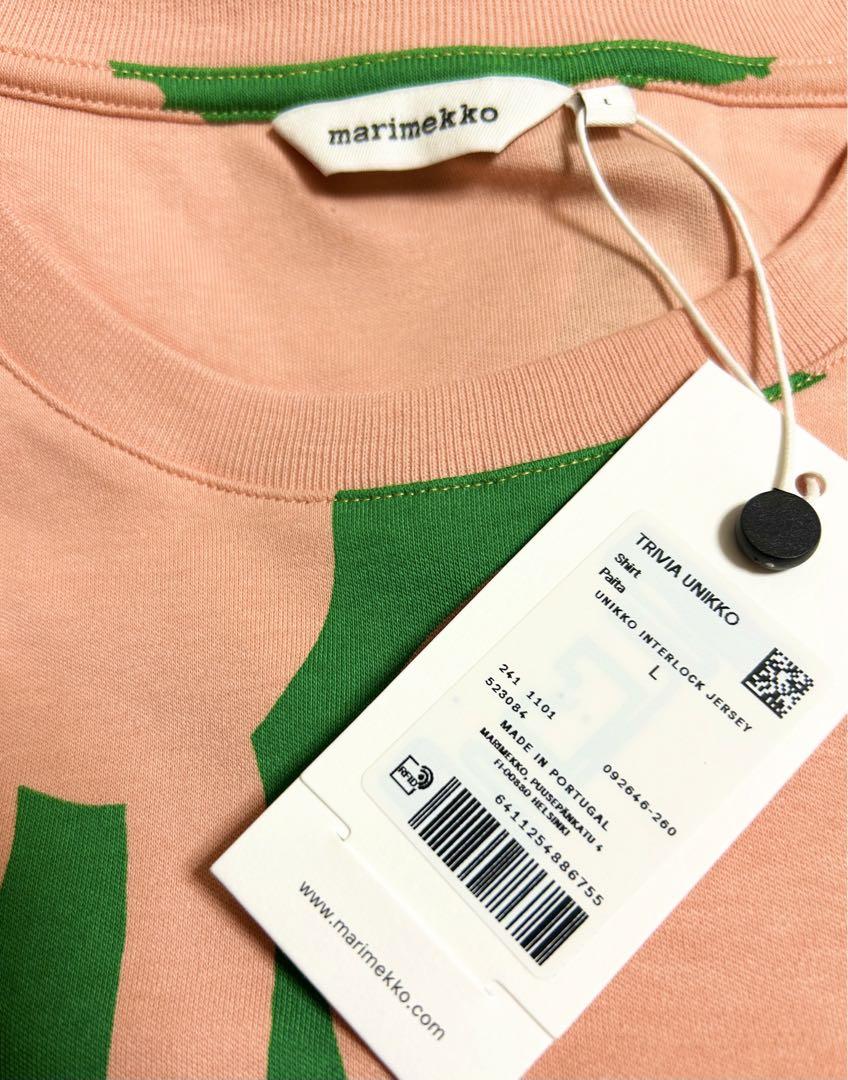 marimekko
L
TRIVIA UNIKKO
Shirt
Paita
UNIKKO INTERLOCK JERSEY
L
241 1101
523084
092646-260
MADE IN PORTUGAL
MARIMEKKO, PUUSEPÄNKATU 4
FI-00880 HELSINKI
RFID
6411254886755
www.marimekko.com